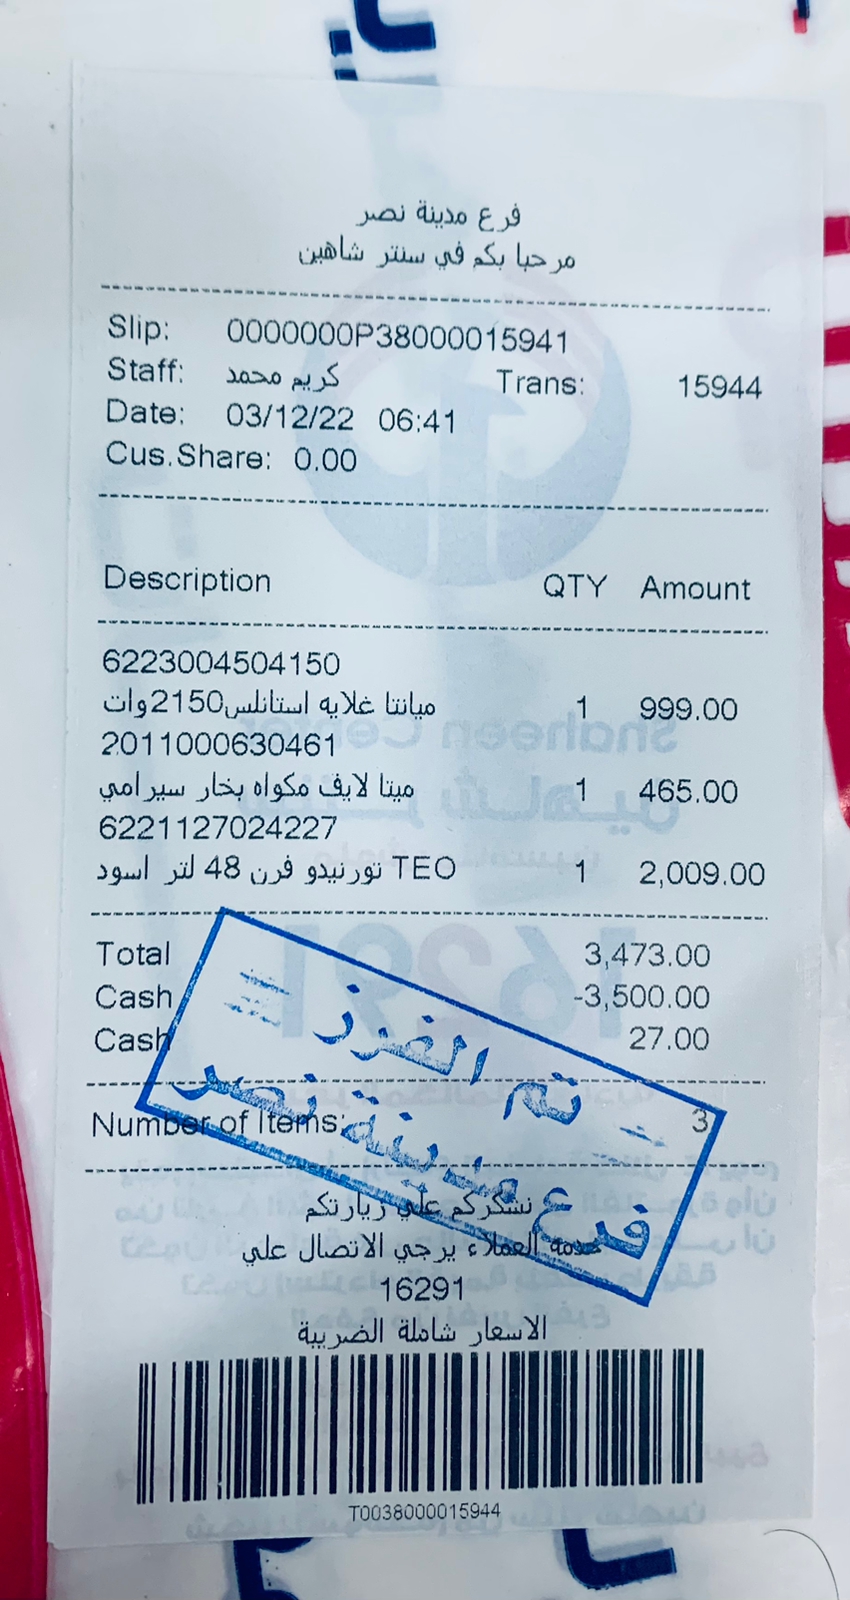 فرع مدينة نصر
مرحبا بكم في سنتر شاهين
Slip: 0000000P38000015941
Staff: كريم محمد Trans: 15944
Date: 03/12/22 06:41
Cus.Share: 0.00
Description QTY Amount
6223004504150
ميانتا غلايه استانلس2150وات 1 999.00
2011000630461
ميتا لايف مكواه بخار سيرامي 1 465.00
6221127024227
TEO تورنيدو فرن 48 لتر اسود 1 2,009.00
Total 3,473.00
Cash -3,500.00
Cash 27.00
تم الفرز
Number of Items: 3
فرع مدينة نصر
نشكركم علي زيارتكم
خدمه العملاء يرجي الاتصال علي
16291
الاسعار شاملة الضريبة
T0038000015944